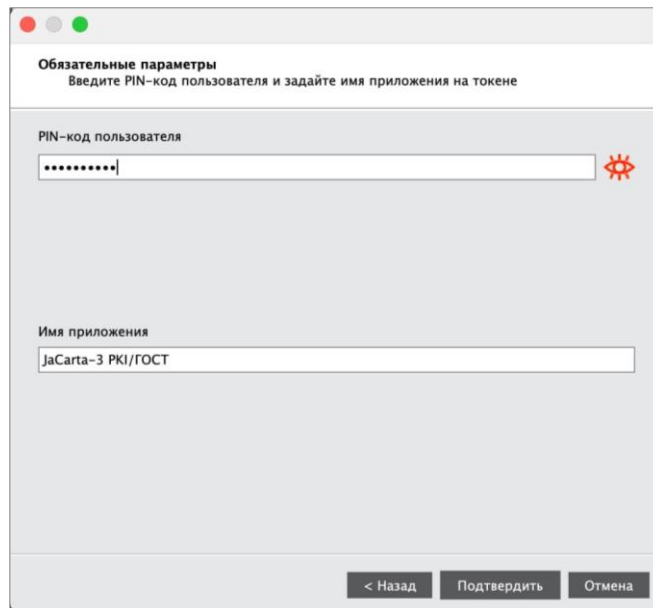 Обязательные параметры
Введите PIN-код пользователя и задайте имя приложения на токене
PIN-код пользователя
••••••••••
Имя приложения
JaCarta-3 PKI/ГОСТ
< Назад Подтвердить Отмена